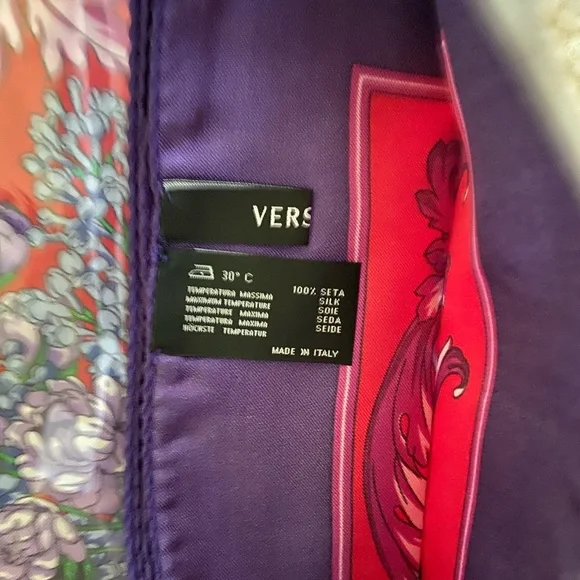 VERS
30° C
TEMPERATURA MASSIMA
MAXIMUM TEMPERATURE
TEMPERATURE MAXIMA
TEMPERATURA MAXIMA
HÖCHSTE TEMPERATUR
100% SETA
SILK
SOIE
SEDA
SEIDE
MADE IN ITALY